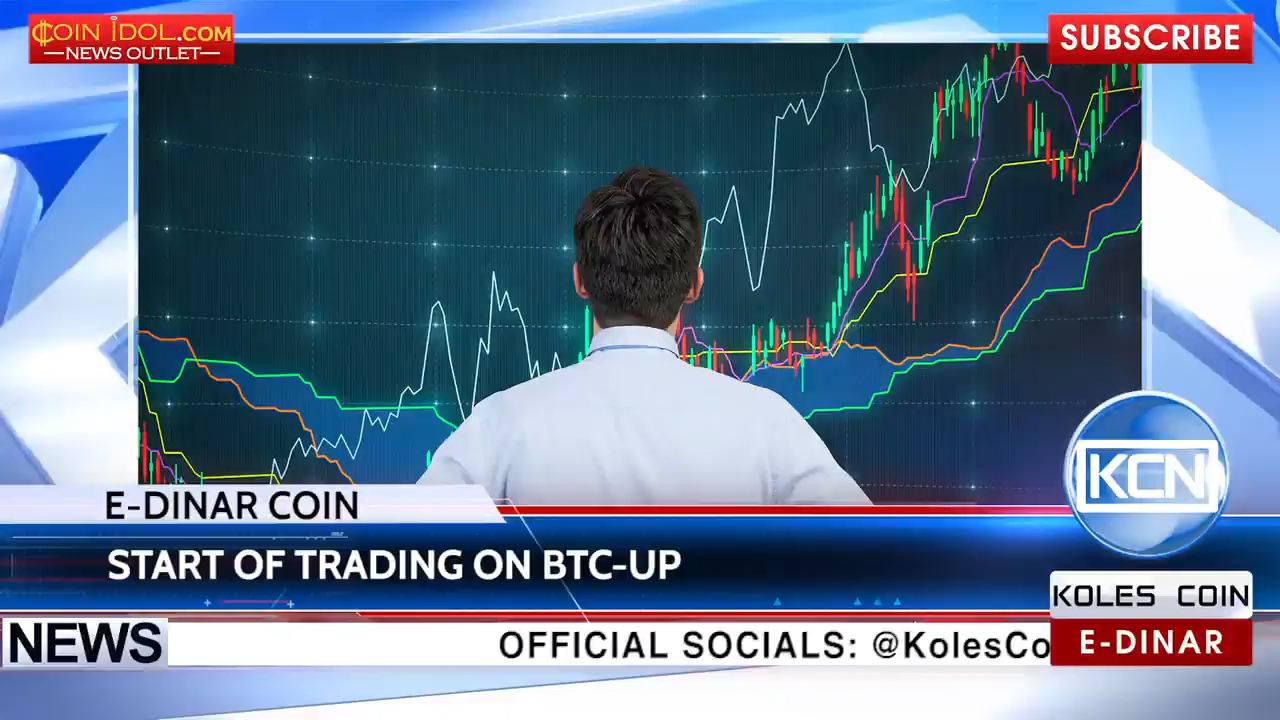 COIN IDOL.COM
NEWS OUTLET
SUBSCRIBE
E-DINAR COIN
KCN
START OF TRADING ON BTC-UP
KOLES COIN
NEWS
OFFICIAL SOCIALS: @KolesCo
E-DINAR